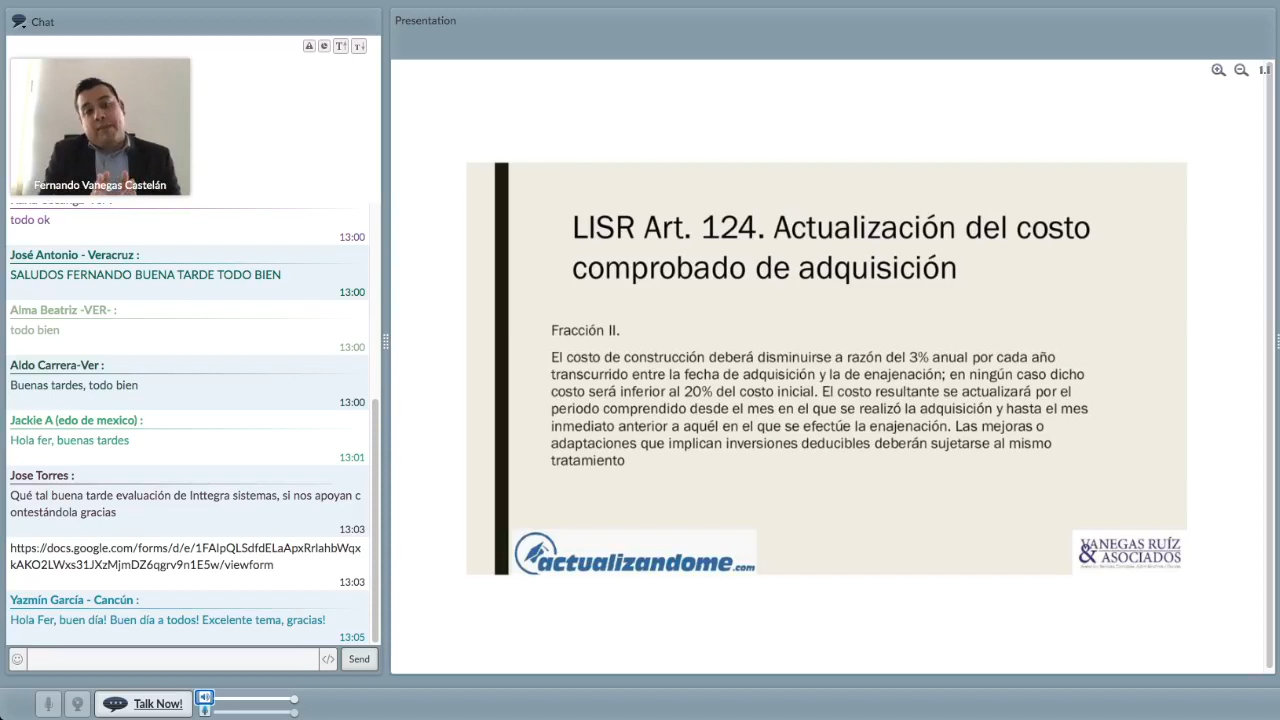 Chat
Fernando Vanegas Castelán
todo ok
13:00
José Antonio - Veracruz :
SALUDOS FERNANDO BUENA TARDE TODO BIEN
13:00
Alma Beatriz -VER- :
todo bien
13:00
Aldo Carrera-Ver :
Buenas tardes, todo bien
13:00
Jackie A (edo de mexico) :
Hola fer, buenas tardes
13:01
Jose Torres :
Qué tal buena tarde evaluación de Inttegra sistemas, si nos apoyan c
ontestándola gracias
13:03
https://docs.google.com/forms/d/e/1FAIpQLSdfdELaApxRrlahbWqx
kAKO2LWxs31JXzMjmDZ6qgrv9n1E5w/viewform
13:03
Yazmín García - Cancún :
Hola Fer, buen día! Buen día a todos! Excelente tema, gracias!
13:05
Send
Talk Now!
Presentation
LISR Art. 124. Actualización del costo
comprobado de adquisición
Fracción II.
El costo de construcción deberá disminuirse a razón del 3% anual por cada año
transcurrido entre la fecha de adquisición y la de enajenación; en ningún caso dicho
costo será inferior al 20% del costo inicial. El costo resultante se actualizará por el
periodo comprendido desde el mes en el que se realizó la adquisición y hasta el mes
inmediato anterior a aquél en el que se efectúe la enajenación. Las mejoras o
adaptaciones que implican inversiones deducibles deberán sujetarse al mismo
tratamiento
actualizandome.com
VANEGAS RUÍZ
& ASOCIADOS